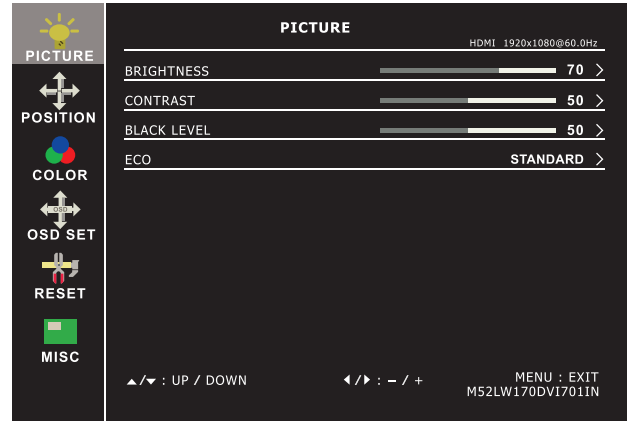 PICTURE
HDMI 1920x1080@60.0Hz
PICTURE
POSITION
COLOR
OSD
OSD SET
RESET
MISC
BRIGHTNESS 70
CONTRAST 50
BLACK LEVEL 50
ECO STANDARD
▲/▼ : UP / DOWN ◀/▶ : – / + MENU : EXIT
M52LW170DVI701IN